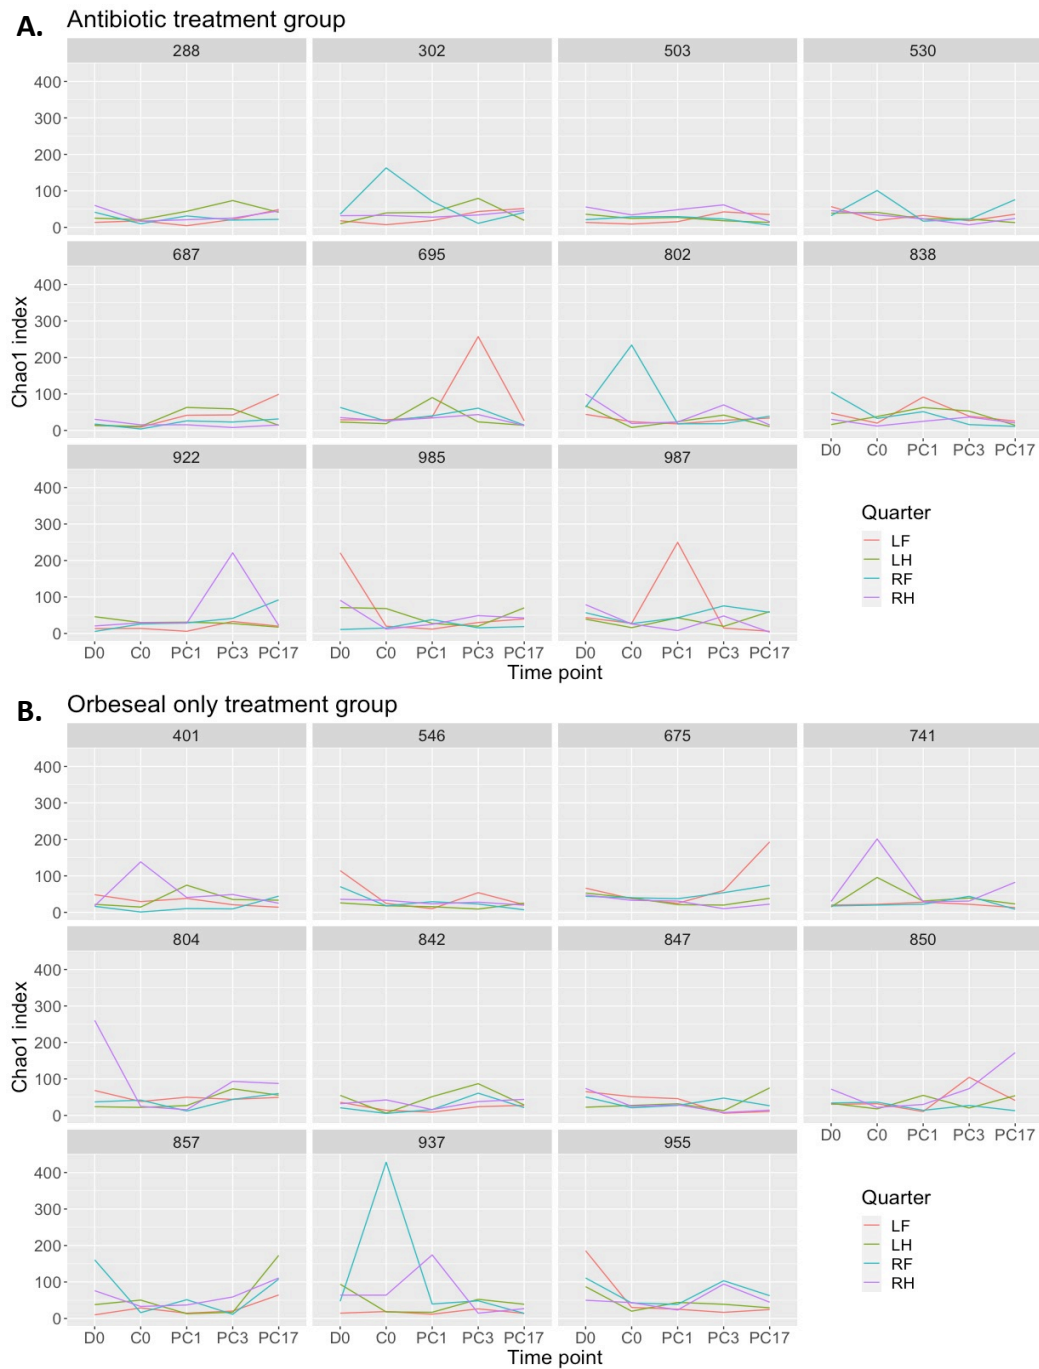 A. Antibiotic treatment group
288 302 503 530
400
300
200
100
0
687 695 802 838
400
300
200
100
0
D0 C0 PC1 PC3 PC17
922 985 987
400
300
200
100
0
D0 C0 PC1 PC3 PC17 D0 C0 PC1 PC3 PC17 D0 C0 PC1 PC3 PC17
Chao1 index
Time point
Quarter
LF
LH
RF
RH
B. Orbeseal only treatment group
401 546 675 741
400
300
200
100
0
804 842 847 850
400
300
200
100
0
D0 C0 PC1 PC3 PC17
857 937 955
400
300
200
100
0
D0 C0 PC1 PC3 PC17 D0 C0 PC1 PC3 PC17 D0 C0 PC1 PC3 PC17
Chao1 index
Time point
Quarter
LF
LH
RF
RH